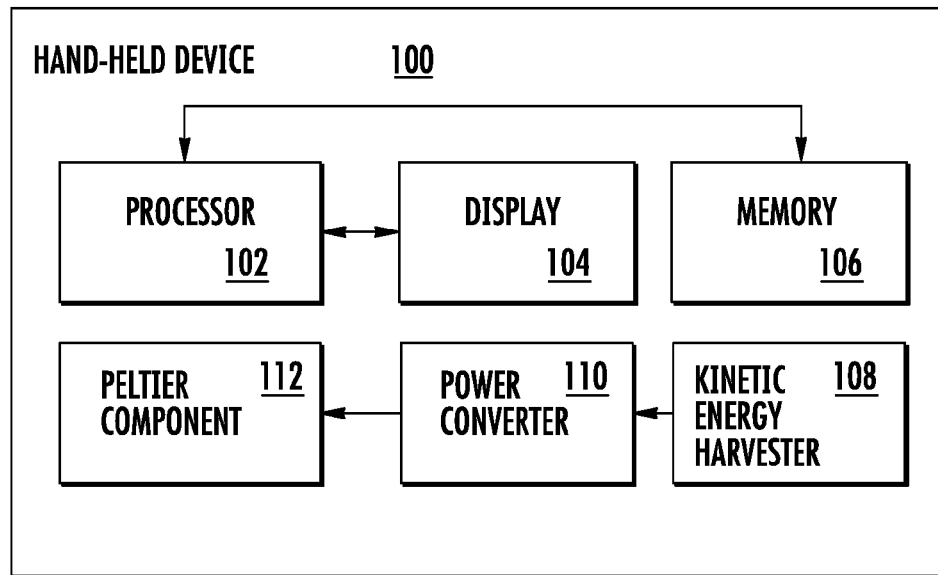 HAND-HELD DEVICE 100
PROCESSOR
102
DISPLAY
104
MEMORY
106
PELTIER 112
COMPONENT
POWER 110
CONVERTER
KINETIC 108
ENERGY
HARVESTER